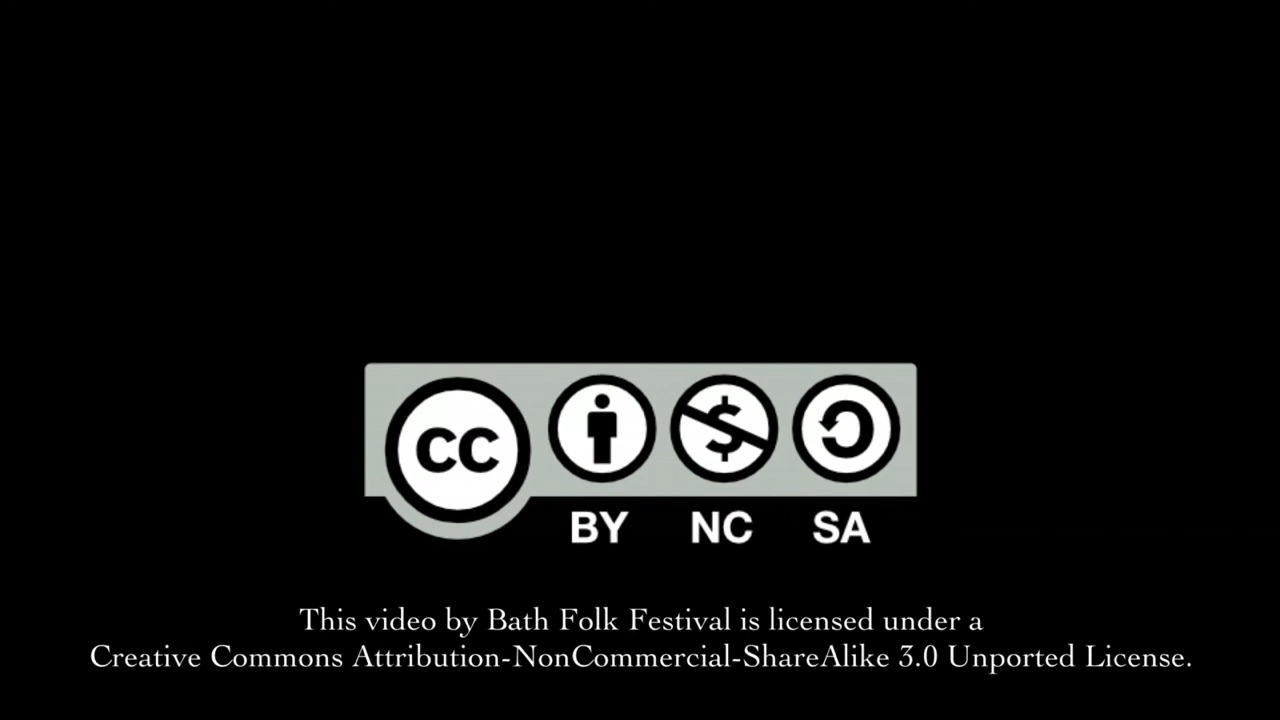 CC
BY NC SA
This video by Bath Folk Festival is licensed under a
Creative Commons Attribution-NonCommercial-ShareAlike 3.0 Unported License.